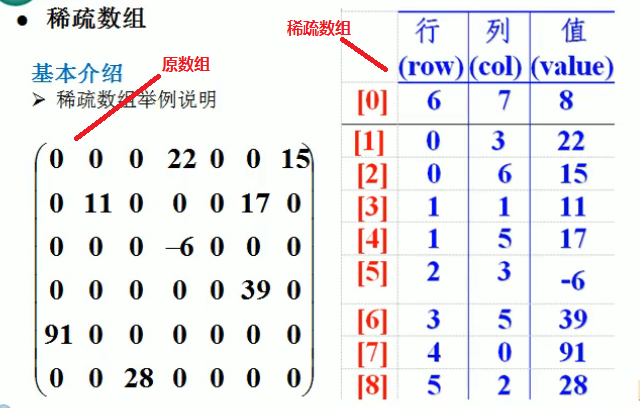 稀疏数组
基本介绍
原数组
稀疏数组举例说明
0 0 0 22 0 0 15
0 11 0 0 0 17 0
0 0 0 –6 0 0 0
0 0 0 0 0 39 0
91 0 0 0 0 0 0
0 0 28 0 0 0 0
稀疏数组
行 列 值
(row) (col) (value)
[0] 6 7 8
[1] 0 3 22
[2] 0 6 15
[3] 1 1 11
[4] 1 5 17
[5] 2 3 -6
[6] 3 5 39
[7] 4 0 91
[8] 5 2 28